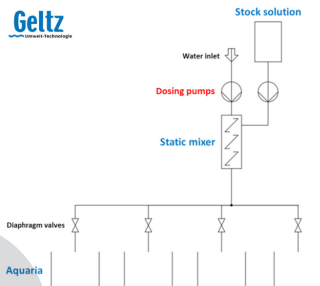 Geltz
Umwelt-Technologie
Stock solution
Water inlet
Dosing pumps
Static mixer
Diaphragm valves
Aquaria